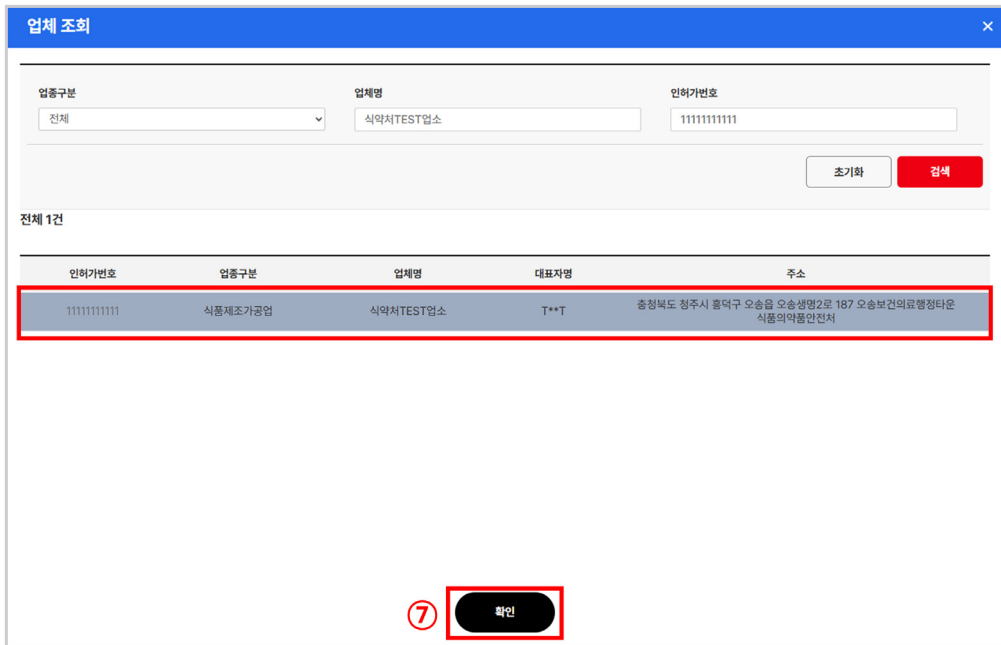 업체 조회 ×
업종구분 업체명 인허가번호
전체 식약처TEST업소 11111111111
초기화 검색
전체 1건
인허가번호 업종구분 업체명 대표자명 주소
11111111111 식품제조가공업 식약처TEST업소 T**T 충청북도 청주시 흥덕구 오송읍 오송생명2로 187 오송보건의료행정타운
식품의약품안전처
⑦ 확인